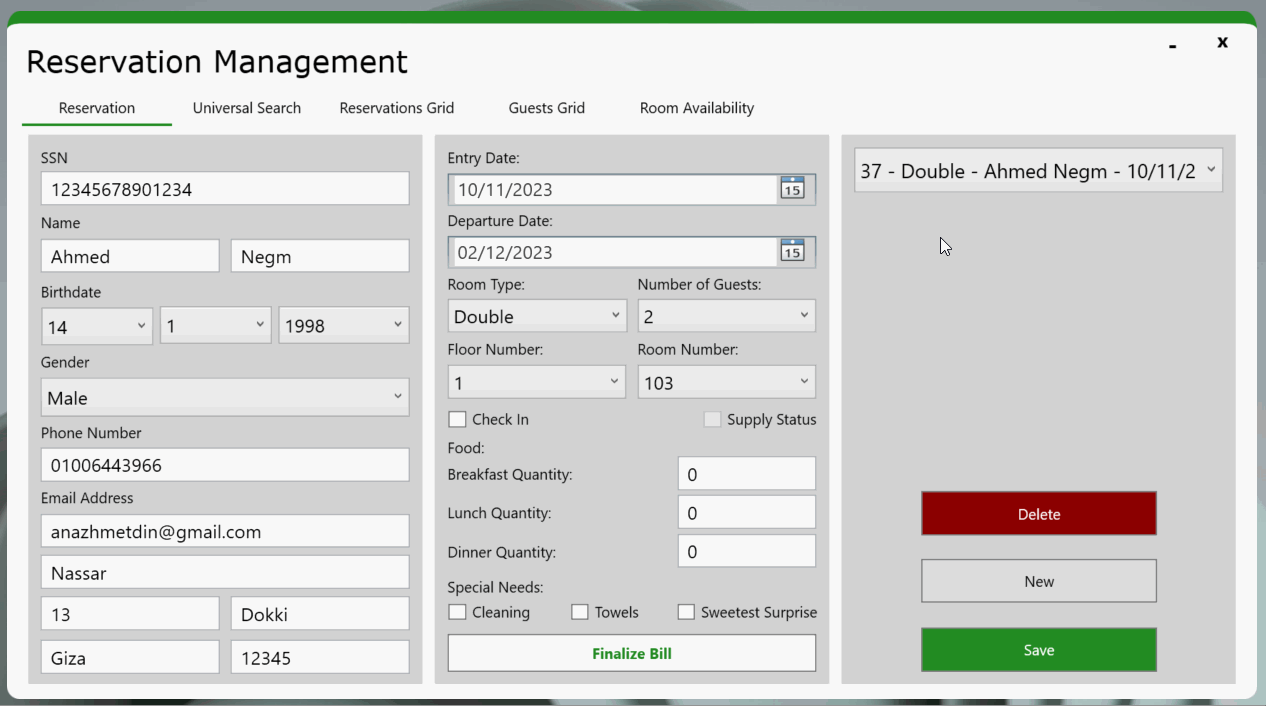 Reservation Management
- x
Reservation Universal Search Reservations Grid Guests Grid Room Availability
SSN
12345678901234
Name
Ahmed Negm
Birthdate
14 1 1998
Gender
Male
Phone Number
01006443966
Email Address
anazhmetdin@gmail.com
Nassar
13 Dokki
Giza 12345
Entry Date:
10/11/2023 15
Departure Date:
02/12/2023 15
Room Type: Number of Guests:
Double 2
Floor Number: Room Number:
1 103
Check In Supply Status
Food:
Breakfast Quantity: 0
Lunch Quantity: 0
Dinner Quantity: 0
Special Needs:
Cleaning Towels Sweetest Surprise
Finalize Bill
37 - Double - Ahmed Negm - 10/11/2
Delete
New
Save